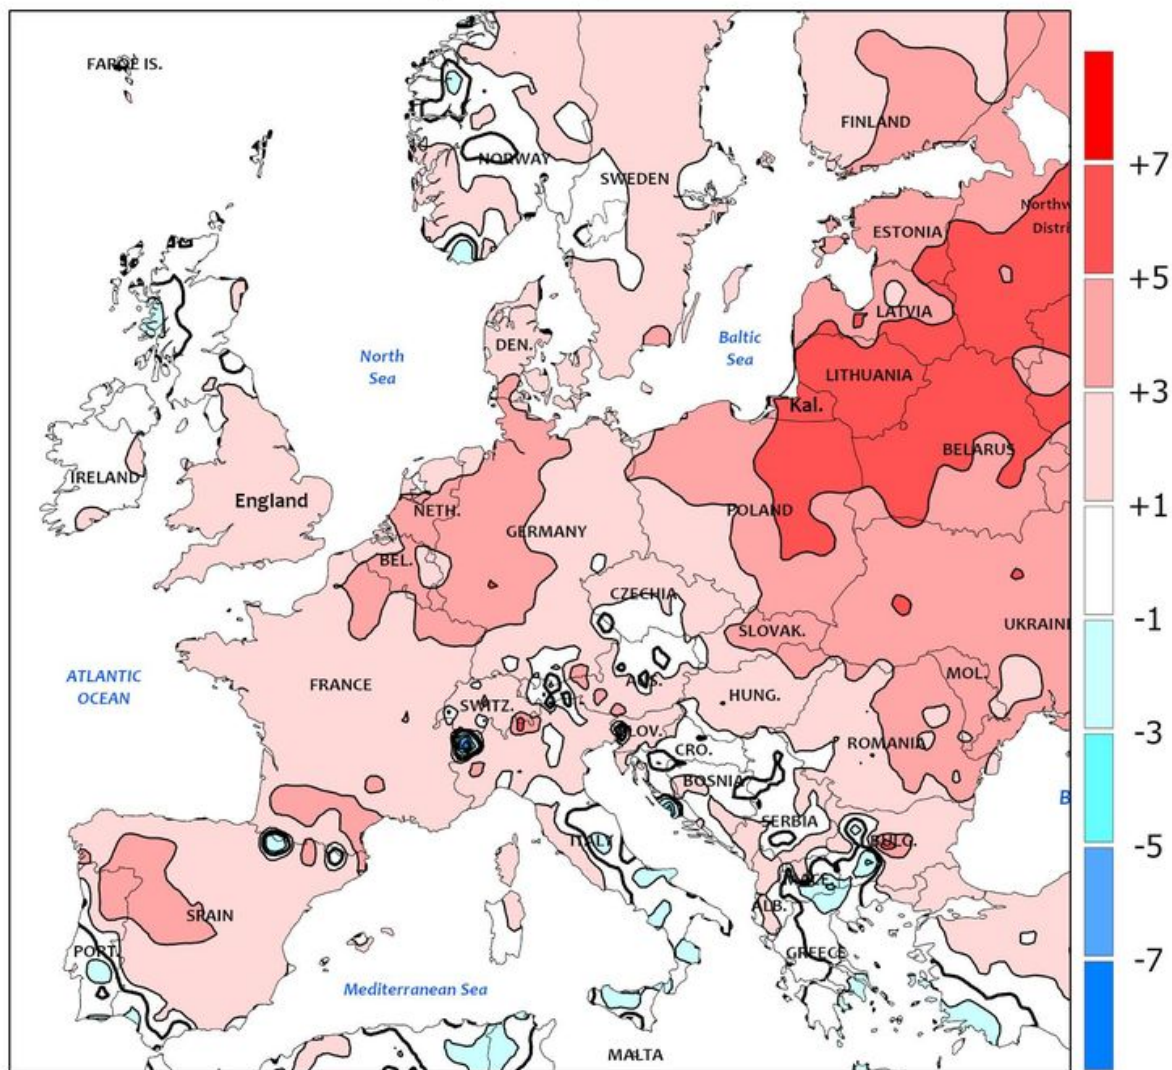 FAROE IS.
FINLAND
NORWAY
SWEDEN
Northw
Distri
ESTONIA
LATVIA
North
Sea
DEN.
Baltic
Sea
LITHUANIA
Kal.
IRELAND
England
BELARUS
NETH.
GERMANY
POLAND
BEL.
CZECHIA
SLOVAK.
UKRAINI
ATLANTIC
OCEAN
FRANCE
SWITZ.
HUNG.
MOL.
SLOV.
CRO.
ROMANIA
BOSNIA
B
SERBIA
ITALY
BULG.
SPAIN
ALB.
PORT.
GREECE
Mediterranean Sea
MALTA
+7
+5
+3
+1
-1
-3
-5
-7